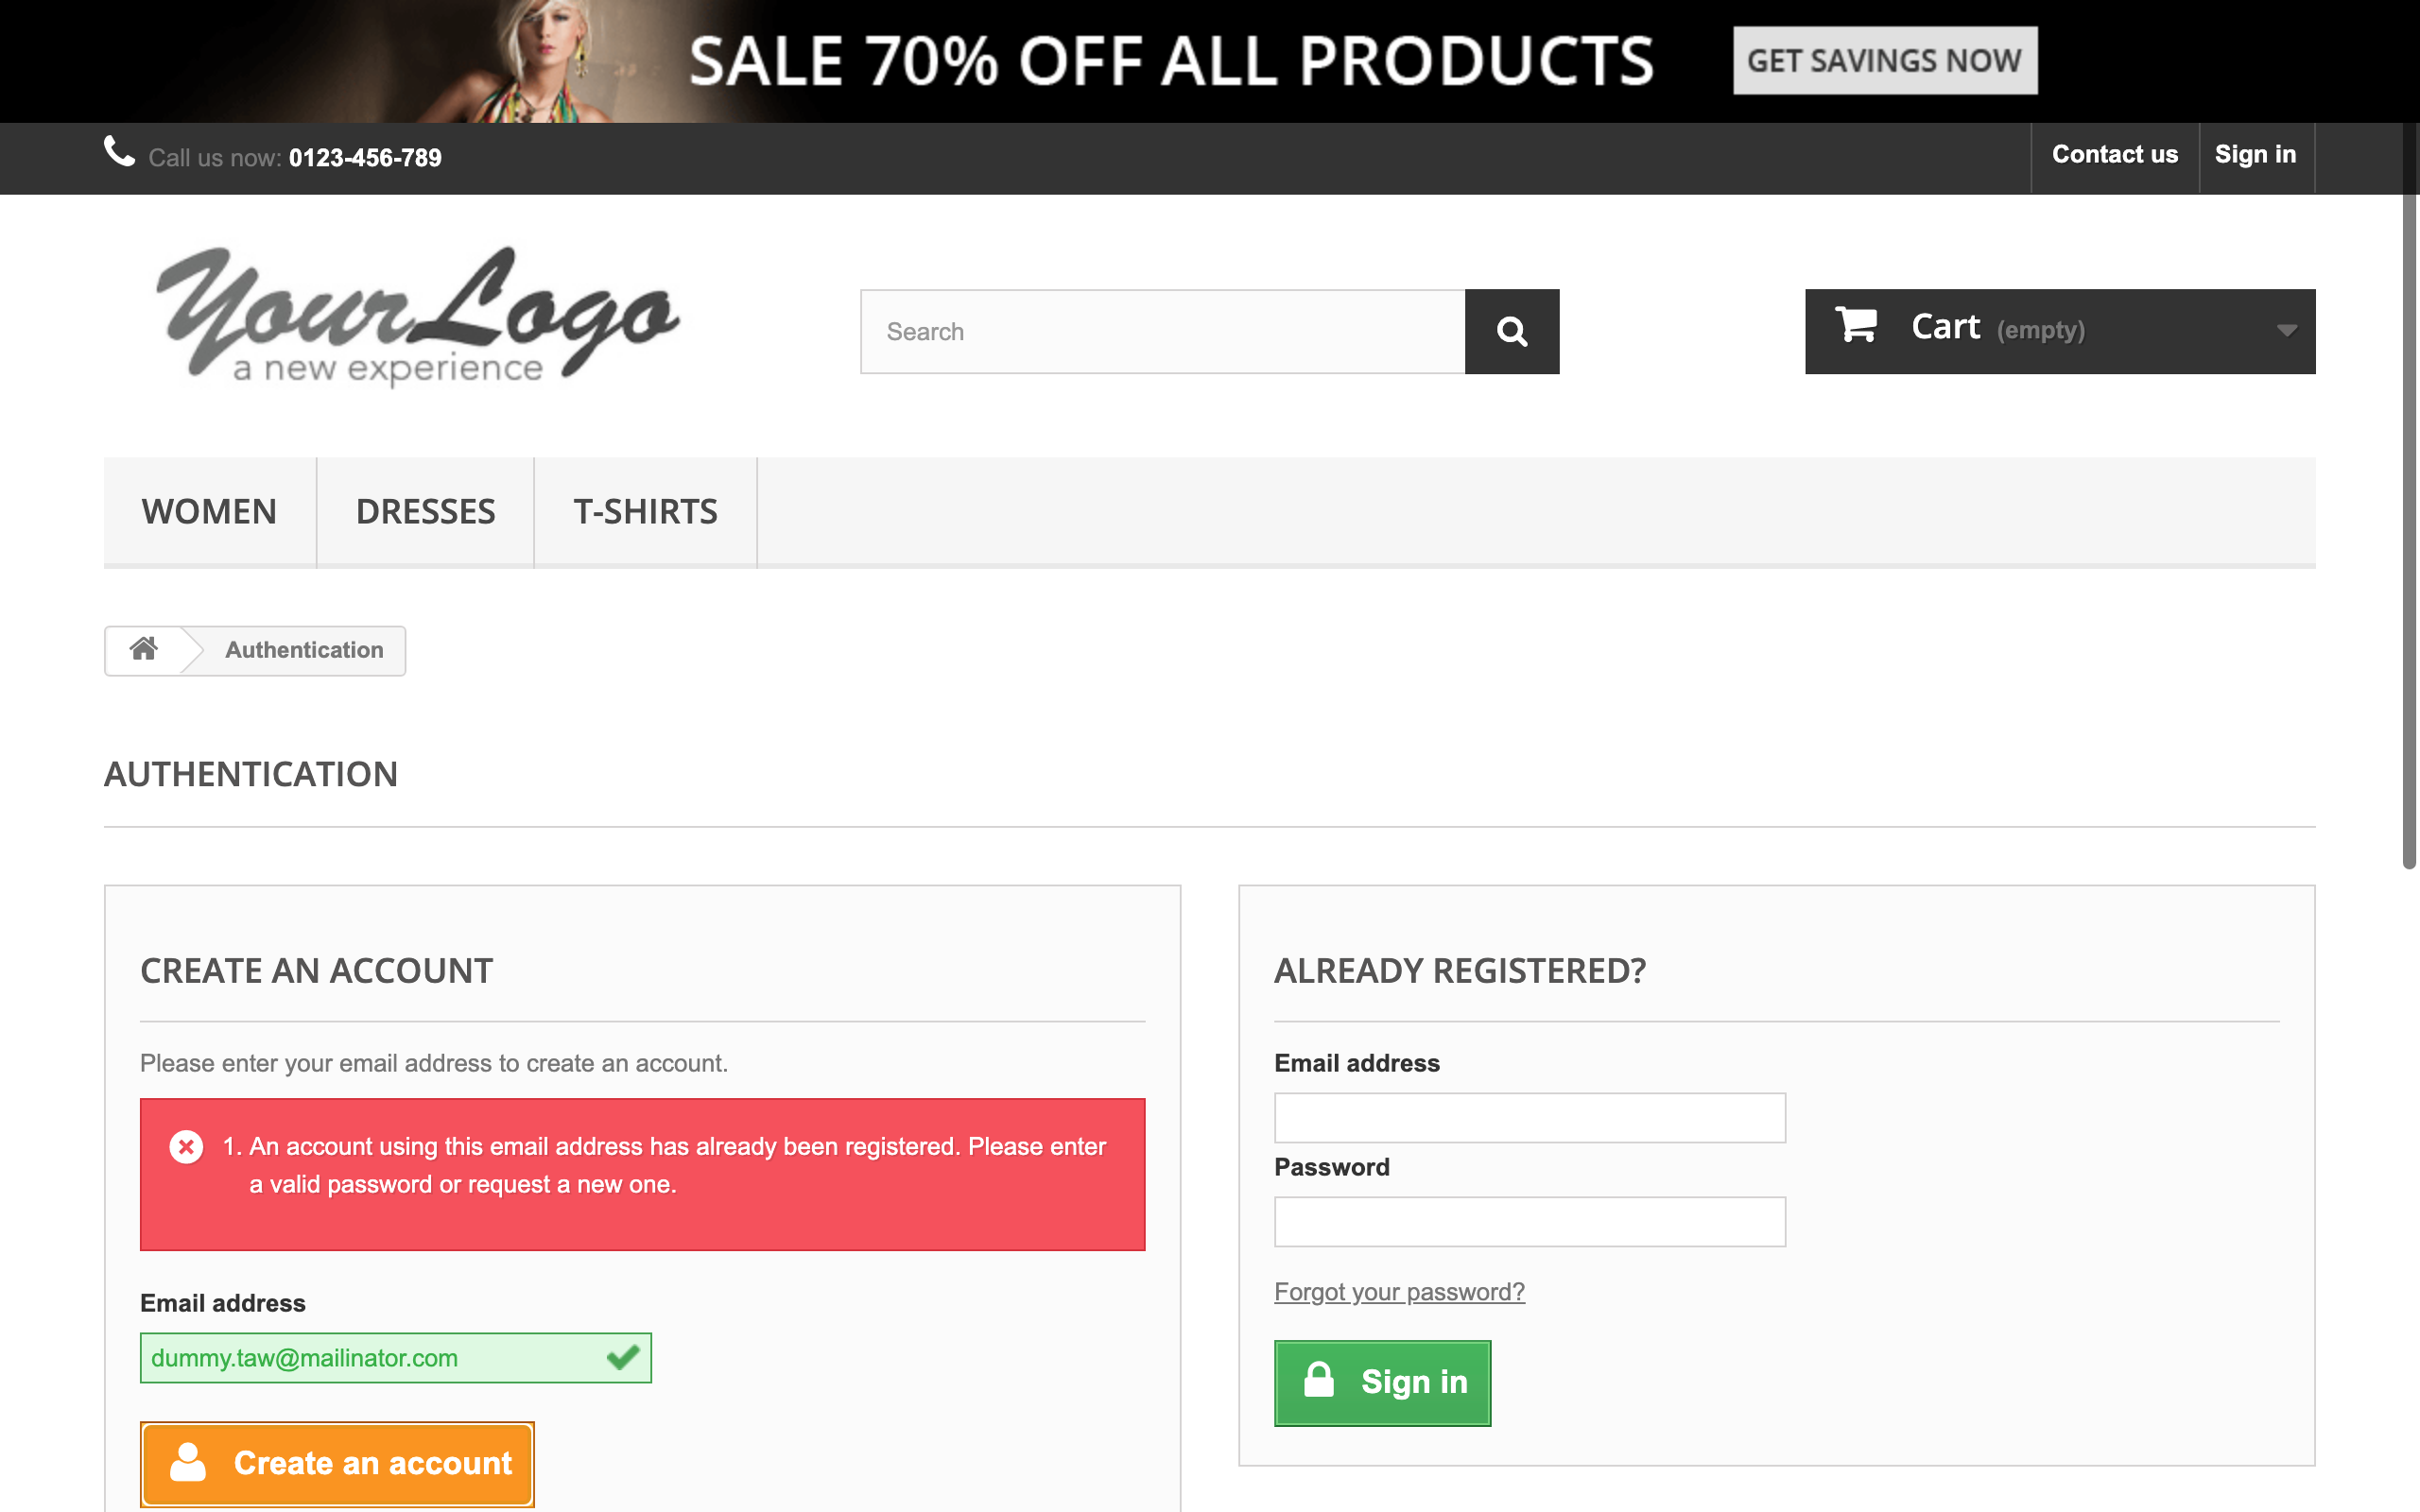 SALE 70% OFF ALL PRODUCTS
GET SAVINGS NOW
Call us now: 0123-456-789
Contact us
Sign in
Your Logo
a new experience
Search
Cart (empty)
WOMEN
DRESSES
T-SHIRTS
Authentication
AUTHENTICATION
CREATE AN ACCOUNT
Please enter your email address to create an account.
1. An account using this email address has already been registered. Please enter
a valid password or request a new one.
Email address
dummy.taw@mailinator.com
Create an account
ALREADY REGISTERED?
Email address
Password
Forgot your password?
Sign in